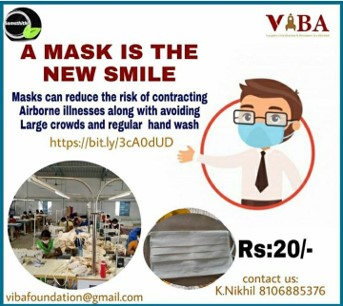 VIBA
A MASK IS THE
NEW SMILE
Masks can reduce the risk of contracting
Airborne illnesses along with avoiding
Large crowds and regular hand wash
https://bit.ly/3cA0dUD
Rs:20/-
contact us:
K.Nikhil 8106885376
vibafoundation@gmail.com